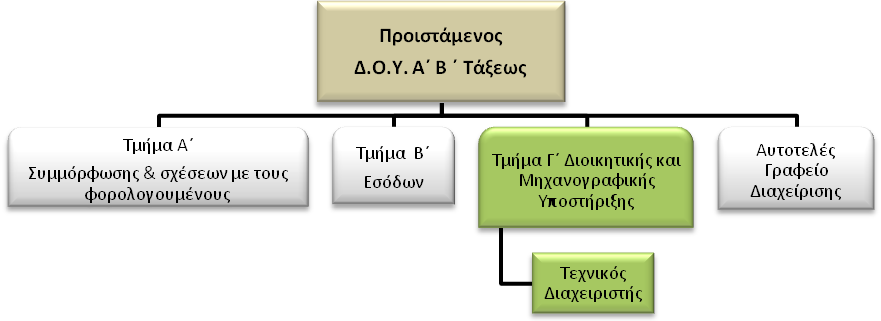 Προιστάμενος
Δ.Ο.Υ. Α΄ Β ΄ Τάξεως
Τμήμα Α΄
Συμμόρφωσης & σχέσεων με τους
φορολογουμένους
Τμήμα Β΄
Εσόδων
Τμήμα Γ΄ Διοικητικής και
Μηχανογραφικής
Υποστήριξης
Αυτοτελές
Γραφείο
Διαχείρισης
Τεχνικός
Διαχειριστής